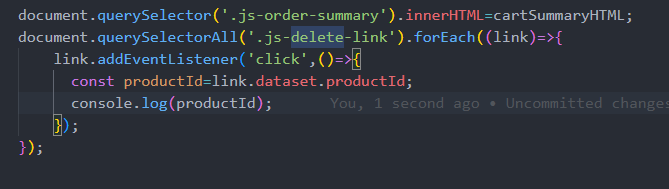 document.querySelector('.js-order-summary').innerHTML=cartSummaryHTML;
document.querySelectorAll('.js-delete-link').forEach((link)=>{
link.addEventListener('click',()=>{
const productId=link.dataset.productId;
console.log(productId); You, 1 second ago • Uncommitted changes
});
});